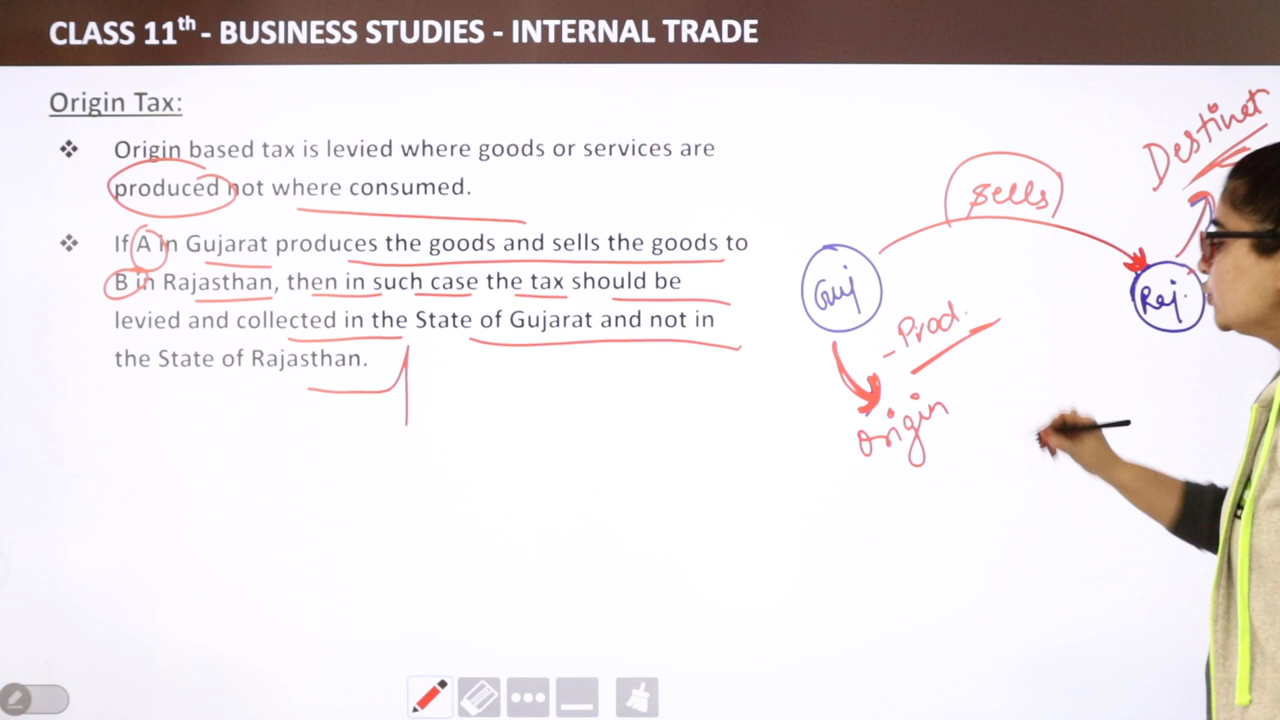 CLASS 11th - BUSINESS STUDIES - INTERNAL TRADE
Origin Tax:
❖ Origin based tax is levied where goods or services are
produced not where consumed.
❖ If A in Gujarat produces the goods and sells the goods to
B in Rajasthan, then in such case the tax should be
levied and collected in the State of Gujarat and not in
the State of Rajasthan.
Destinat
sells
Guj
Raj.
- Prod.
origin